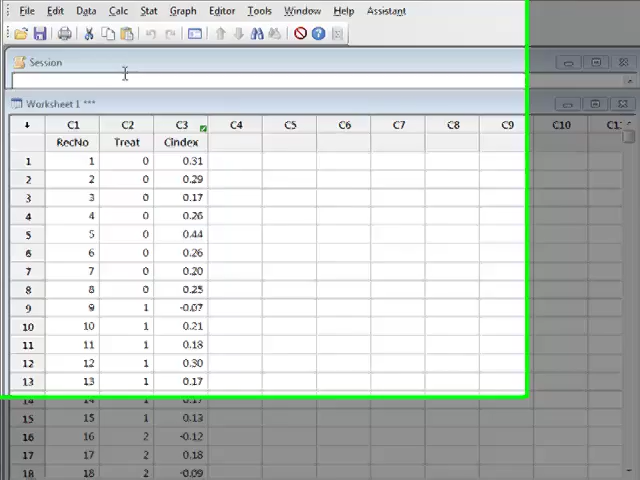 File Edit Data Calc Stat Graph Editor Tools Window Help Assistant
Session
Worksheet 1 ***
C1 C2 C3 C4 C5 C6 C7 C8 C9 C10
RecNo Treat CIndex
1 1 0 0.31
2 2 0 0.29
3 3 0 0.17
4 4 0 0.26
5 5 0 0.44
6 6 0 0.26
7 7 0 0.20
8 8 0 0.25
9 9 1 -0.07
10 10 1 0.21
11 11 1 0.18
12 12 1 0.30
13 13 1 0.17
14 14 1 0.17
15 15 1 0.13
16 16 2 -0.12
17 17 2 0.18
18 18 2 -0.09